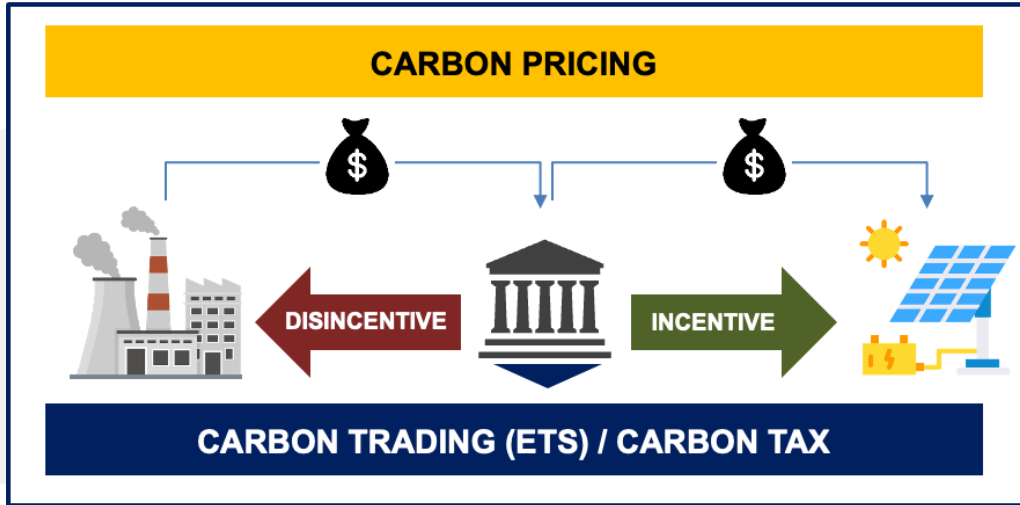 CARBON PRICING
$
$
DISINCENTIVE
INCENTIVE
CARBON TRADING (ETS) / CARBON TAX